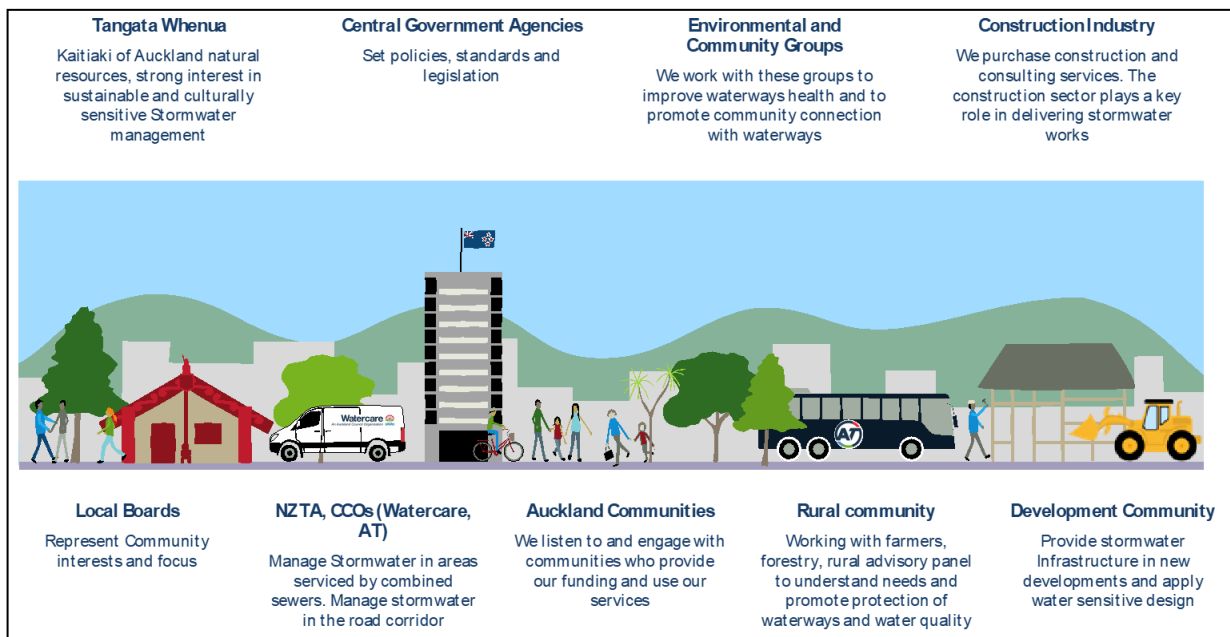 Tangata Whenua
Kaitiaki of Auckland natural
resources, strong interest in
sustainable and culturally
sensitive Stormwater
management
Central Government Agencies
Set policies, standards and
legislation
Environmental and
Community Groups
We work with these groups to
improve waterways health and to
promote community connection
with waterways
Construction Industry
We purchase construction and
consulting services. The
construction sector plays a key
role in delivering stormwater
works
Watercare
An Auckland Council Organisation
AT
Local Boards
Represent Community
interests and focus
NZTA, CCOs (Watercare,
AT)
Manage Stormwater in areas
serviced by combined
sewers. Manage stormwater
in the road corridor
Auckland Communities
We listen to and engage with
communities who provide
our funding and use our
services
Rural community
Working with farmers,
forestry, rural advisory panel
to understand needs and
promote protection of
waterways and water quality
Development Community
Provide stormwater
Infrastructure in new
developments and apply
water sensitive design